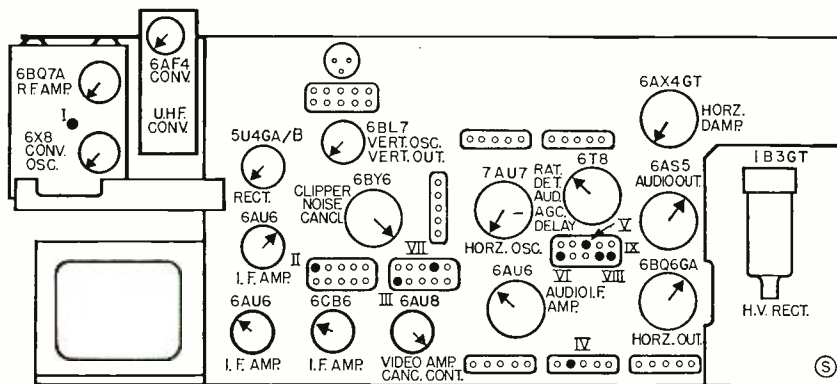 6BQ7A
R.F. AMP.
I
6X8
CONV.
OSC.
6AF4
CONV.
U.H.F.
CONV.
5U4GA/B
RECT.
6BL7
VERT. OSC.
VERT. OUT.
6BY6
CLIPPER
NOISE
CANCL.
6AU6
I.F. AMP.
II
VII
III
6AU6
I.F. AMP.
6CB6
I.F. AMP.
6AU8
VIDEO AMP.
CANC. CONT.
7AU7
HORZ. OSC.
6T8
RAT.
DET.
AUD.
AGC.
DELAY
V
IX
VI
VIII
6AU6
AUDIO I.F.
AMP.
IV
6AX4GT
HORZ.
DAMP.
6AS5
AUDIO OUT.
6BQ6GA
HORZ. OUT.
1B3GT
H.V. RECT.
S